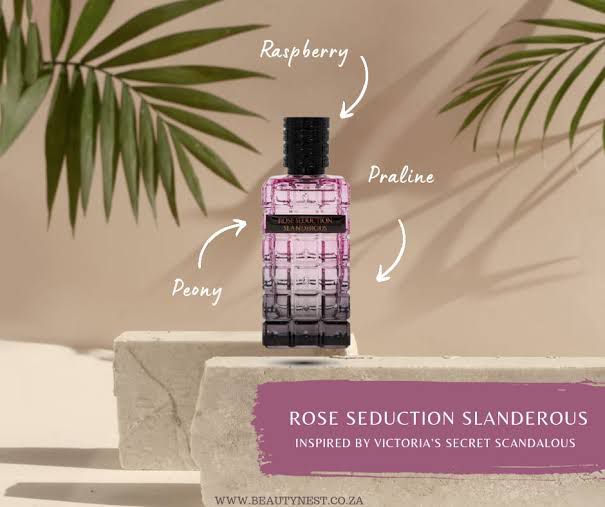 Raspberry
Praline
ROSE SEDUCTION
SLANDEROUS
Peony
ROSE SEDUCTION SLANDEROUS
INSPIRED BY VICTORIA'S SECRET SCANDALOUS
WWW.BEAUTYNEST.CO.ZA